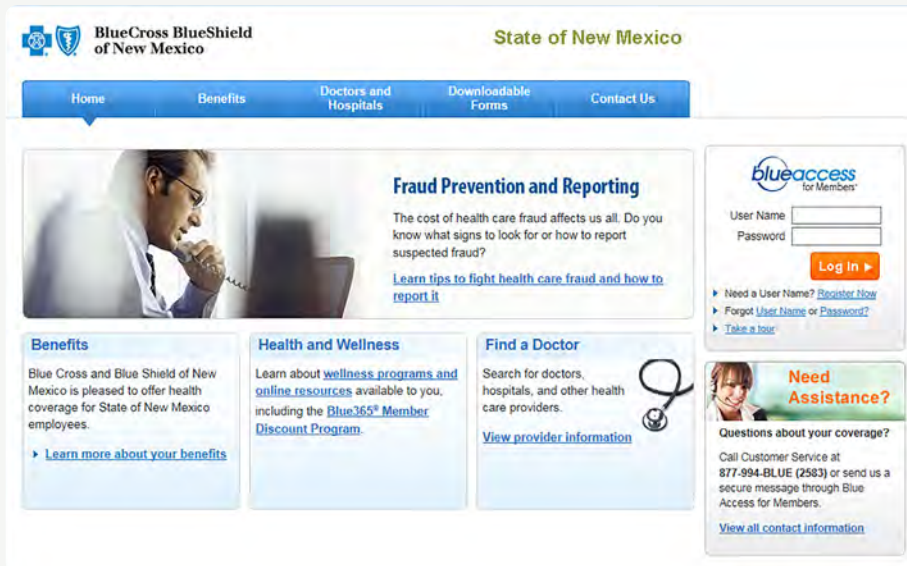 BlueCross BlueShield
of New Mexico
State of New Mexico
Home
Benefits
Doctors and
Hospitals
Downloadable
Forms
Contact Us
Fraud Prevention and Reporting
The cost of health care fraud affects us all. Do you
know what signs to look for or how to report
suspected fraud?
Learn tips to fight health care fraud and how to
report it
blueaccess
for Members
User Name
Password
Log In
Need a User Name? Register Now
Forgot User Name or Password?
Take a tour
Benefits
Blue Cross and Blue Shield of New
Mexico is pleased to offer health
coverage for State of New Mexico
employees.
Learn more about your benefits
Health and Wellness
Learn about wellness programs and
online resources available to you,
including the Blue365® Member
Discount Program.
Find a Doctor
Search for doctors,
hospitals, and other health
care providers.
View provider information
Need
Assistance?
Questions about your coverage?
Call Customer Service at
877-994-BLUE (2583) or send us a
secure message through Blue
Access for Members.
View all contact information